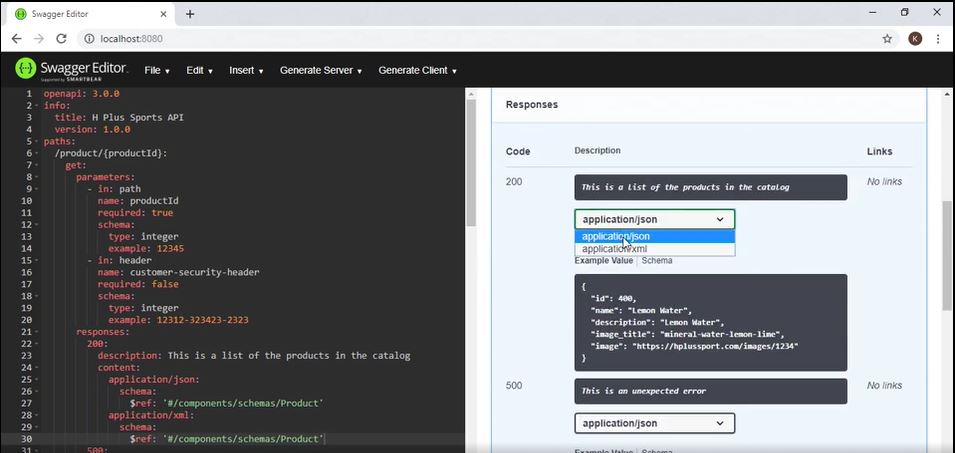 Swagger Editor
localhost:8080
K
Swagger Editor
Supported by SMARTBEAR
File Edit Insert Generate Server Generate Client
1 openapi: 3.0.0
2 info:
3 title: H Plus Sports API
4 version: 1.0.0
5 paths:
6 /product/{productId}:
7 get:
8 parameters:
9 - in: path
10 name: productId
11 required: true
12 schema:
13 type: integer
14 example: 12345
15 - in: header
16 name: customer-security-header
17 required: false
18 schema:
19 type: integer
20 example: 12312-323423-2323
21 responses:
22 200:
23 description: This is a list of the products in the catalog
24 content:
25 application/json:
26 schema:
27 $ref: '#/components/schemas/Product'
28 application/xml:
29 schema:
30 $ref: '#/components/schemas/Product'
31 500:
Responses
Code Description Links
200 This is a list of the products in the catalog No links
application/json
application/json
application/xml
Example Value | Schema
{
"id": 400,
"name": "Lemon Water",
"description": "Lemon Water",
"image_title": "mineral-water-lemon-lime",
"image": "https://hplussport.com/images/1234"
}
500 This is an unexpected error No links
application/json
Example Value | Schema